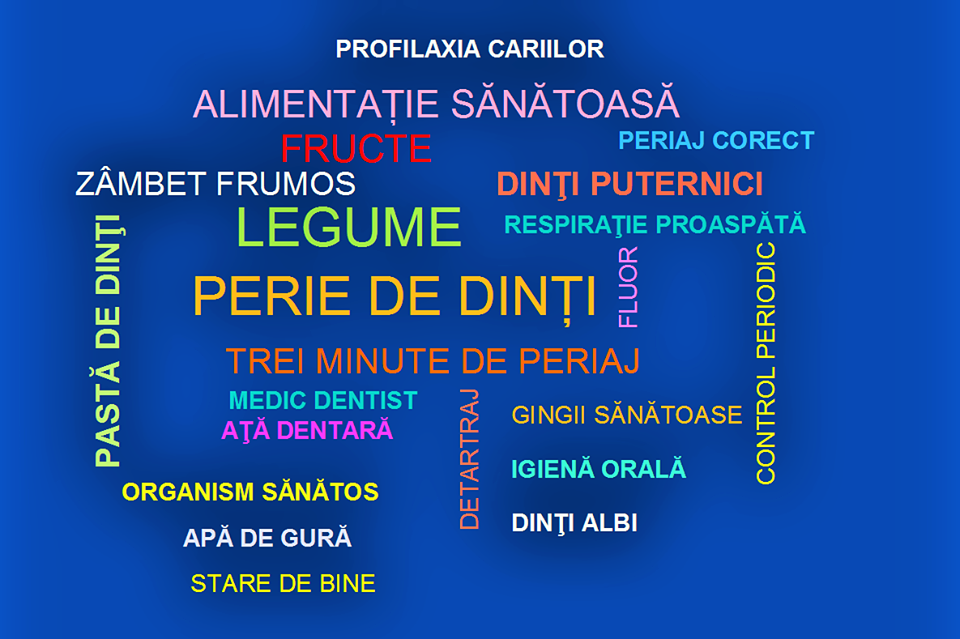 PROFILAXIA CARIILOR
ALIMENTAȚIE SĂNĂTOASĂ
FRUCTE
PERIAJ CORECT
ZÂMBET FRUMOS
DINŢI PUTERNICI
LEGUME
RESPIRAŢIE PROASPĂTĂ
PASTĂ DE DINŢI
PERIE DE DINȚI
FLUOR
CONTROL PERIODIC
TREI MINUTE DE PERIAJ
MEDIC DENTIST
AŢĂ DENTARĂ
DETARTRAJ
GINGII SĂNĂTOASE
IGIENĂ ORALĂ
ORGANISM SĂNĂTOS
DINŢI ALBI
APĂ DE GURĂ
STARE DE BINE